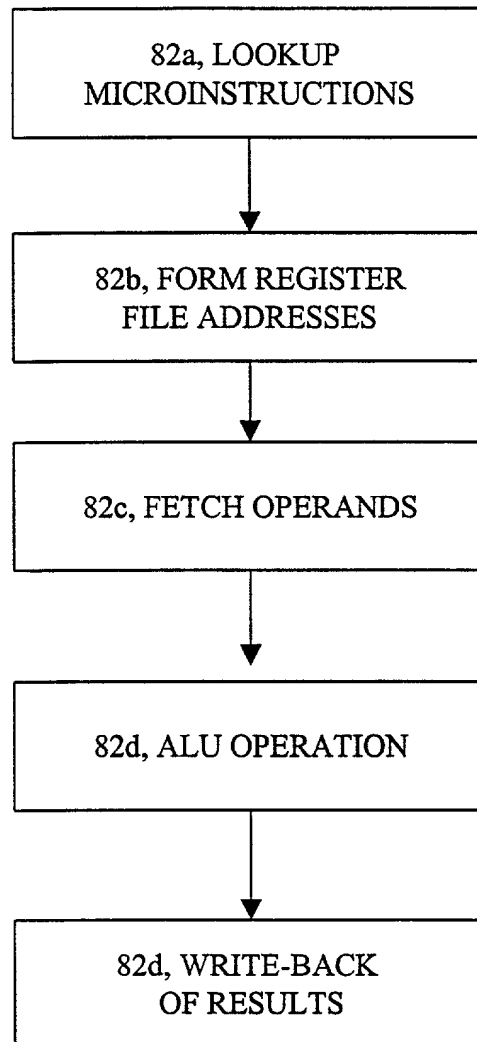 82a, LOOKUP
MICROINSTRUCTIONS
82b, FORM REGISTER
FILE ADDRESSES
82c, FETCH OPERANDS
82d, ALU OPERATION
82d, WRITE-BACK
OF RESULTS